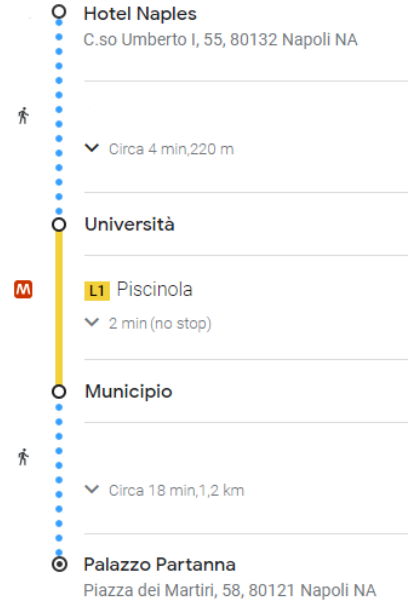 Hotel Naples
C.so Umberto I, 55, 80132 Napoli NA
Circa 4 min,220 m
Università
M L1 Piscinola
2 min (no stop)
Municipio
Circa 18 min,1,2 km
Palazzo Partanna
Piazza dei Martiri, 58, 80121 Napoli NA